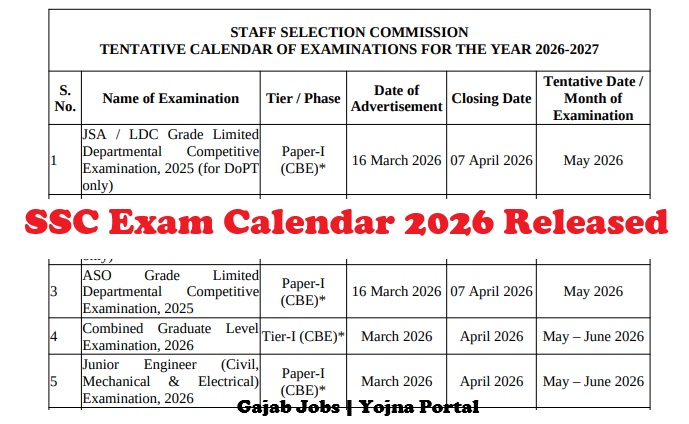 STAFF SELECTION COMMISSION
TENTATIVE CALENDAR OF EXAMINATIONS FOR THE YEAR 2026-2027
S. No. Name of Examination Tier / Phase Date of Advertisement Closing Date Tentative Date / Month of Examination
1 JSA / LDC Grade Limited Departmental Competitive Examination, 2025 (for DoPT only) Paper-I (CBE)* 16 March 2026 07 April 2026 May 2026
SSC Exam Calendar 2026 Released
3 ASO Grade Limited Departmental Competitive Examination, 2025 Paper-I (CBE)* 16 March 2026 07 April 2026 May 2026
4 Combined Graduate Level Examination, 2026 Tier-I (CBE)* March 2026 April 2026 May – June 2026
5 Junior Engineer (Civil, Mechanical & Electrical) Examination, 2026 Paper-I (CBE)* March 2026 April 2026 May – June 2026
Gajab Jobs | Yojna Portal